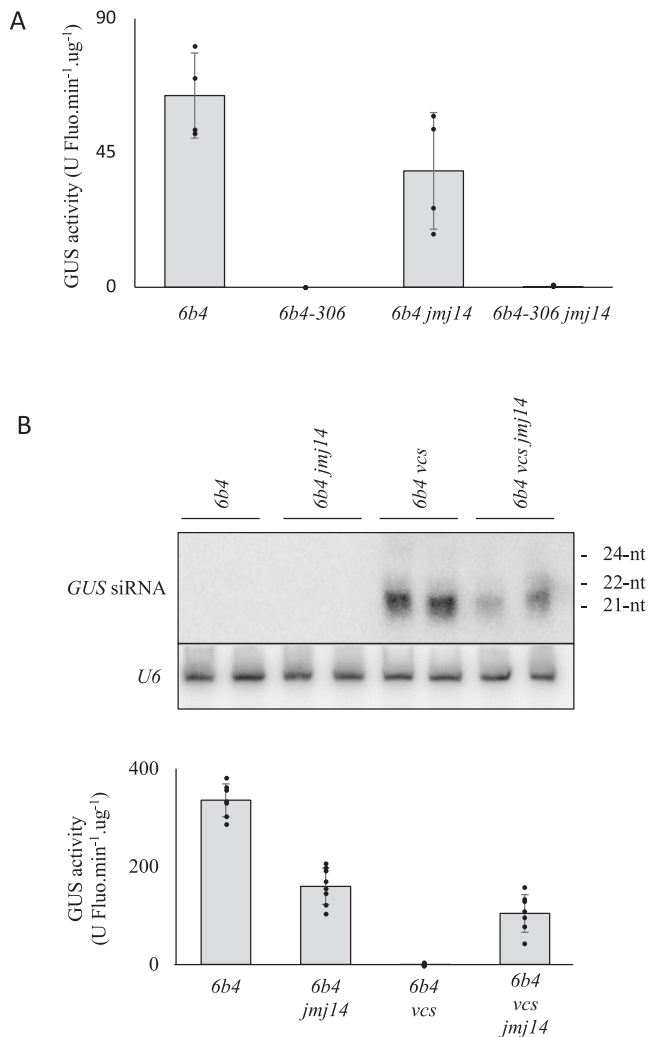 A
90
45
0
GUS activity (U Fluo.min-1.ug-1)
6b4
6b4-306
6b4 jmj14
6b4-306 jmj14
B
6b4
6b4 jmj14
6b4 vcs
6b4 vcs jmj14
GUS siRNA
- 24-nt
- 22-nt
- 21-nt
U6
400
200
0
GUS activity
(U Fluo.min-1.ug-1)
6b4
6b4
jmj14
6b4
vcs
6b4
vcs
jmj14